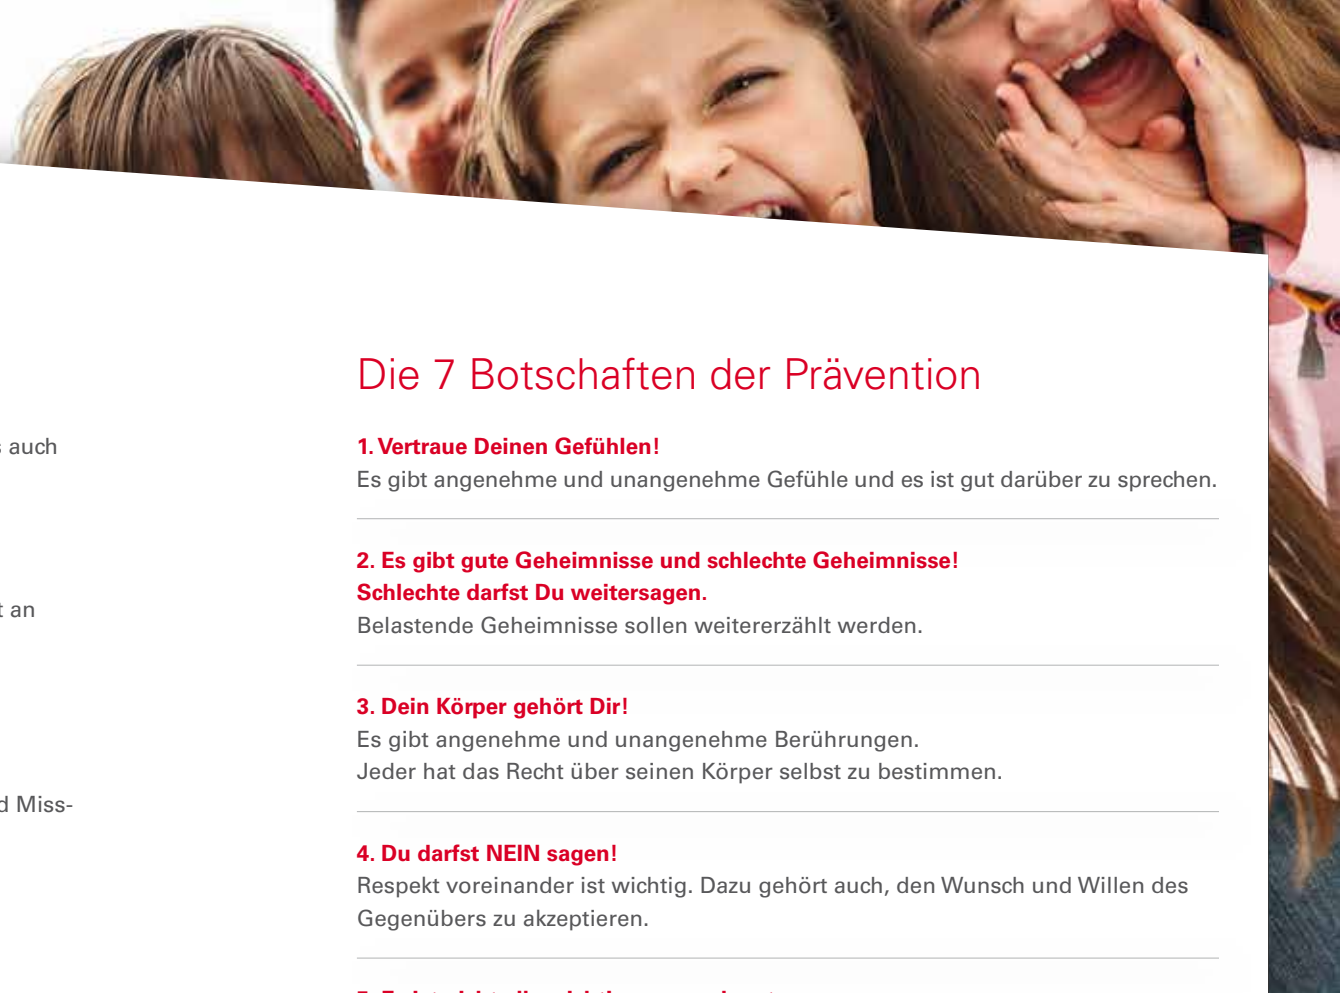 Die 7 Botschaften der Prävention
auch
an
Miss-
1. Vertraue Deinen Gefühlen!
Es gibt angenehme und unangenehme Gefühle und es ist gut darüber zu sprechen.
2. Es gibt gute Geheimnisse und schlechte Geheimnisse!
Schlechte darfst Du weitersagen.
Belastende Geheimnisse sollen weitererzählt werden.
3. Dein Körper gehört Dir!
Es gibt angenehme und unangenehme Berührungen.
Jeder hat das Recht über seinen Körper selbst zu bestimmen.
4. Du darfst NEIN sagen!
Respekt voreinander ist wichtig. Dazu gehört auch, den Wunsch und Willen des
Gegenübers zu akzeptieren.